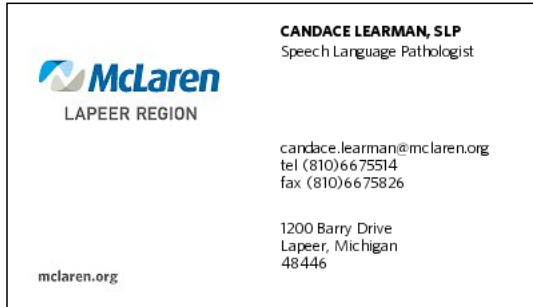 McLaren
LAPEER REGION
mclaren.org
CANDACE LEARMAN, SLP
Speech Language Pathologist
candace.learman@mclaren.org
tel (810)6675514
fax (810)6675826
1200 Barry Drive
Lapeer, Michigan
48446